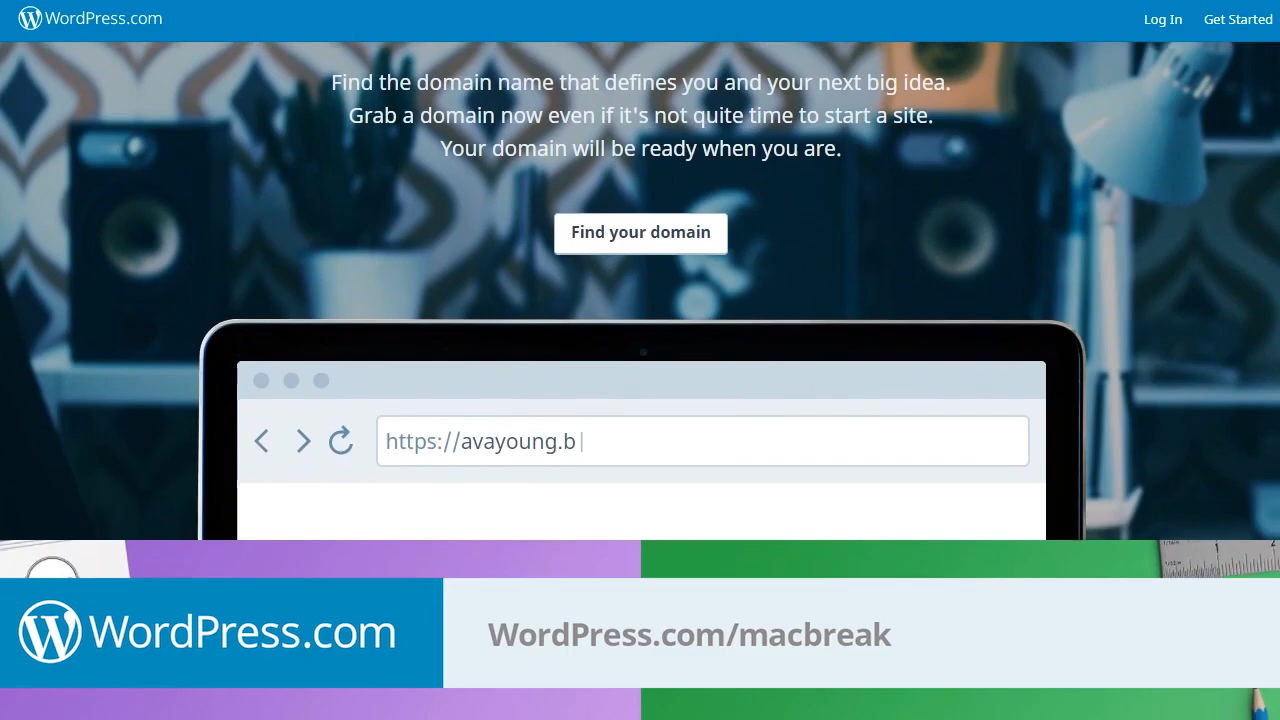 WordPress.com
Log In
Get Started
Find the domain name that defines you and your next big idea.
Grab a domain now even if it's not quite time to start a site.
Your domain will be ready when you are.
Find your domain
https://avayoung.b
WordPress.com
WordPress.com/macbreak
1
2